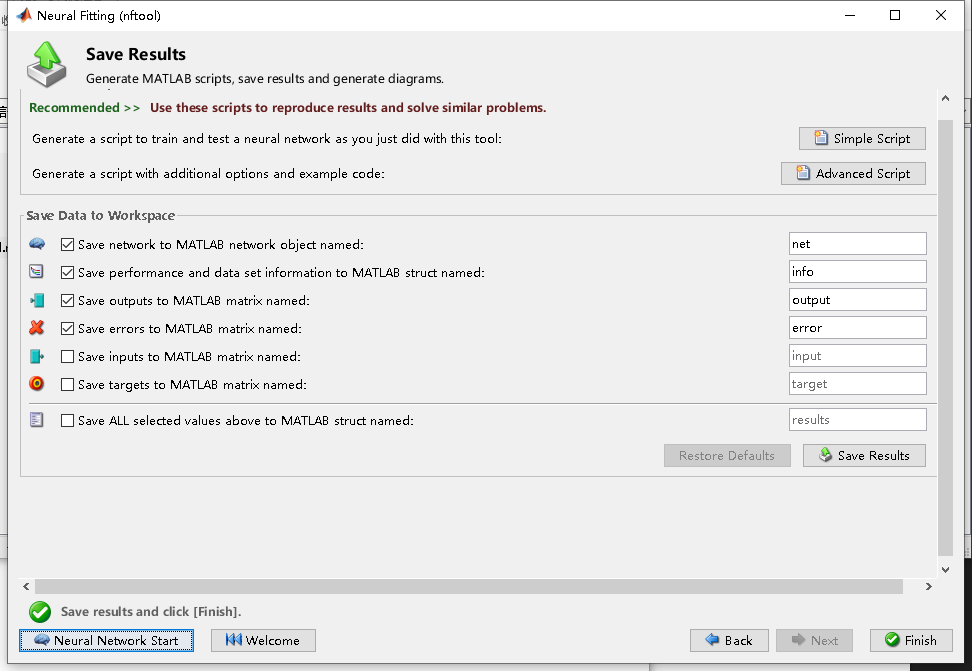 Neural Fitting (nftool)
Save Results
Generate MATLAB scripts, save results and generate diagrams.
Recommended >> Use these scripts to reproduce results and solve similar problems.
Generate a script to train and test a neural network as you just did with this tool:
Simple Script
Generate a script with additional options and example code:
Advanced Script
Save Data to Workspace
Save network to MATLAB network object named:
net
Save performance and data set information to MATLAB struct named:
info
Save outputs to MATLAB matrix named:
output
Save errors to MATLAB matrix named:
error
Save inputs to MATLAB matrix named:
input
Save targets to MATLAB matrix named:
target
Save ALL selected values above to MATLAB struct named:
results
Restore Defaults
Save Results
Save results and click [Finish].
Neural Network Start
Welcome
Back
Next
Finish